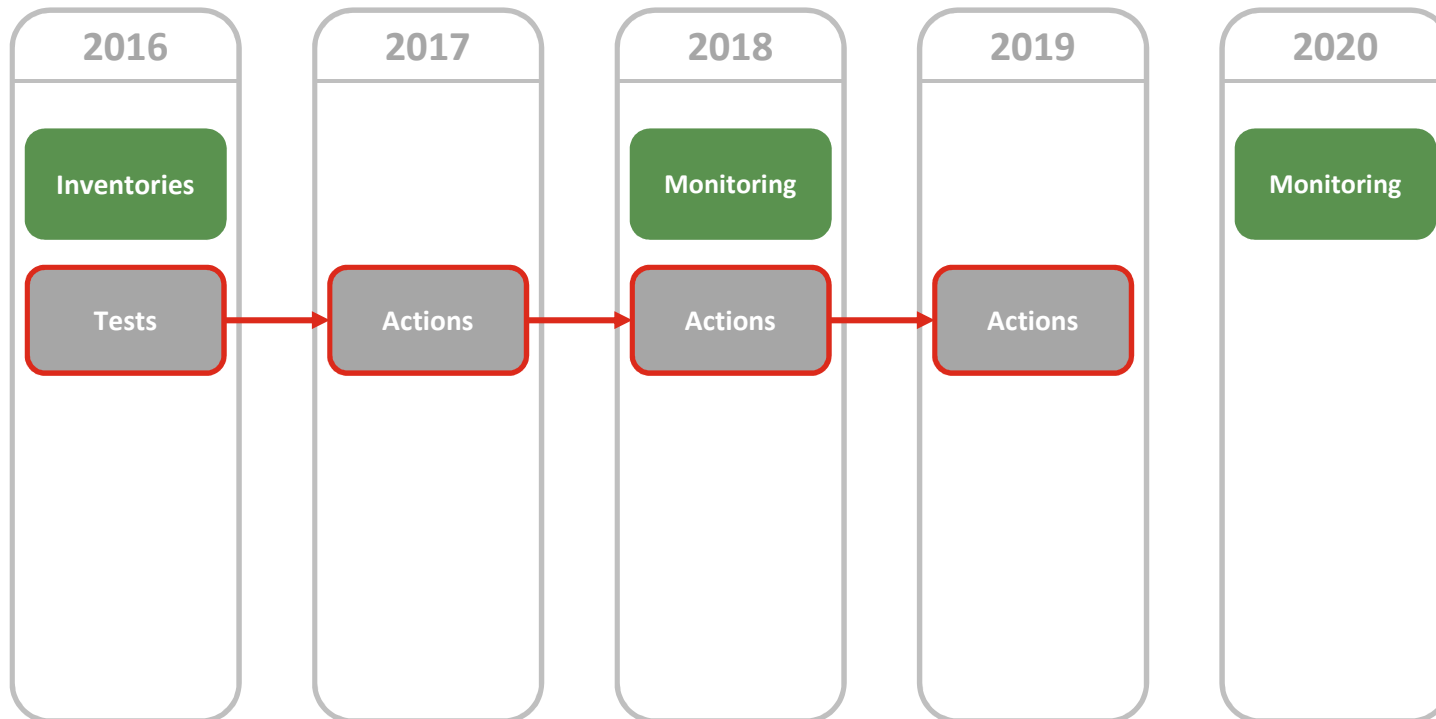 2016
2017
2018
2019
2020
Inventories
Monitoring
Monitoring
Tests
Actions
Actions
Actions